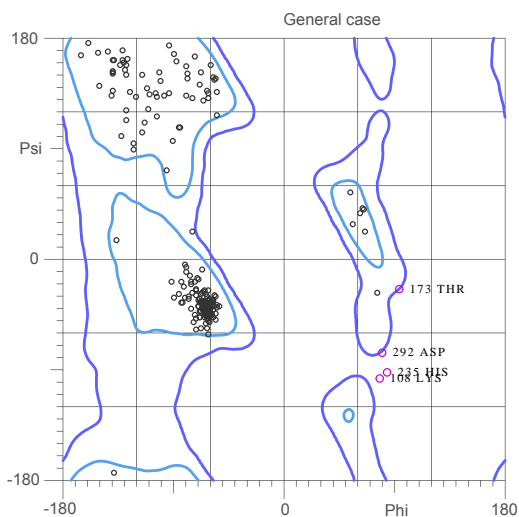 General case
180
Psi
0
173 THR
292 ASP
235 HIS
108 LYS
-180
-180 0 Phi 180